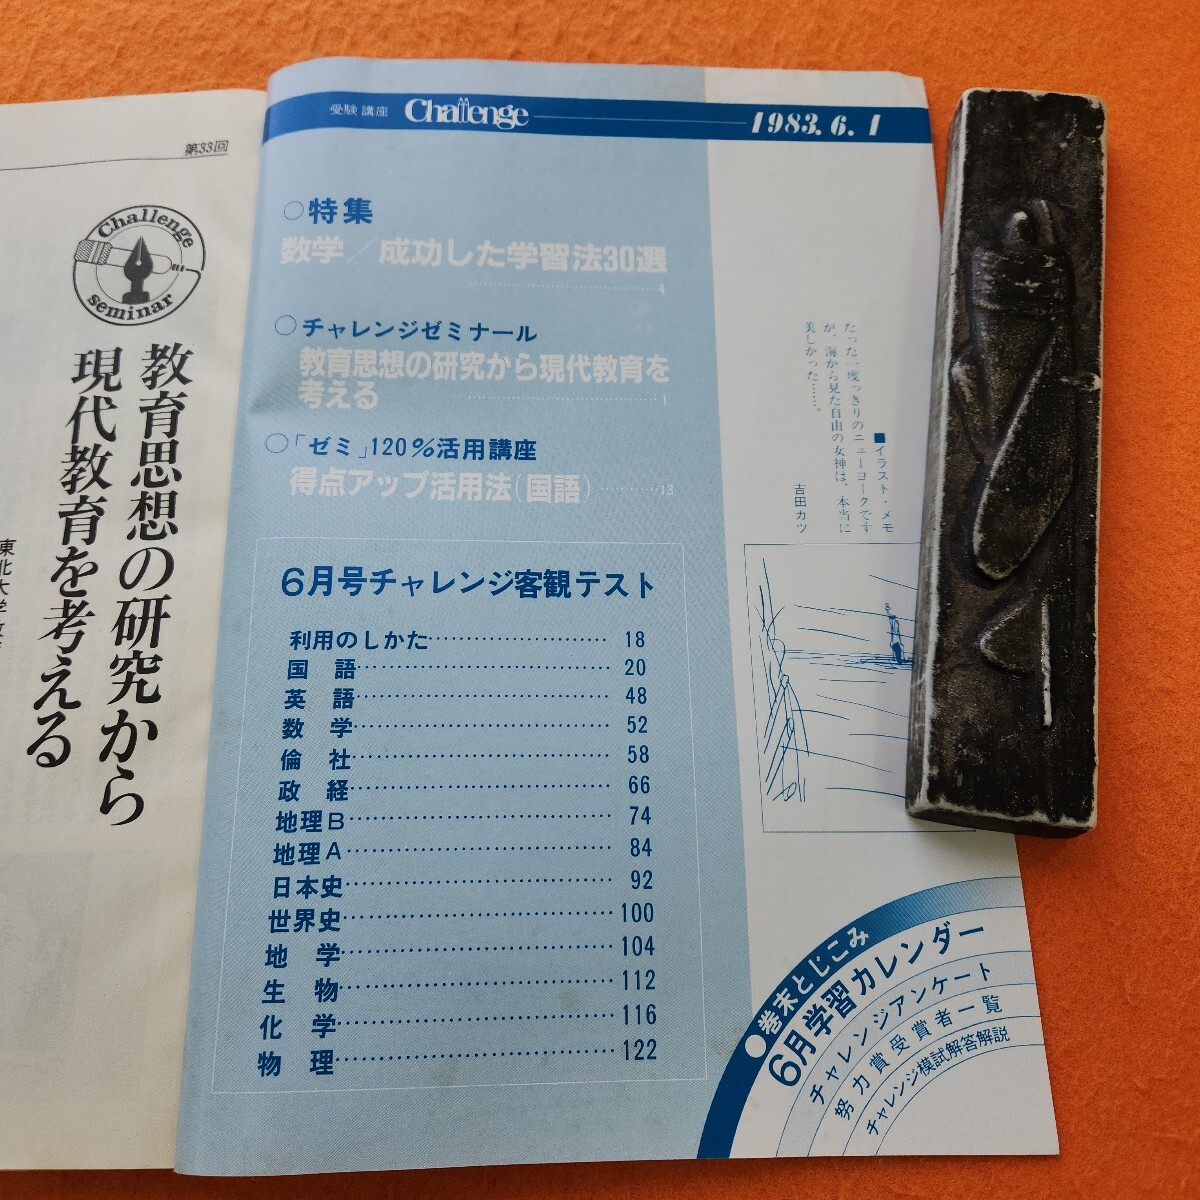 第33回
Challenge
seminar
教育思想の研究から
現代教育を考える
東北大学
受験講座 Challenge 1983.6.1
○特集
数学／成功した学習法30選
4
○チャレンジゼミナール
教育思想の研究から現代教育を
考える
1
○「ゼミ」120％活用講座
得点アップ活用法（国語）…………13
■イラスト・メモ
たった一度っきりのニューヨークです
が、海から見た自由の女神は、本当に
美しかった……。
吉田カツ
6月号チャレンジ客観テスト
利用のしかた……………………18
国語……………………20
英語……………………48
数学……………………52
倫社……………………58
政経……………………66
地理B……………………74
地理A……………………84
日本史……………………92
世界史……………………100
地学……………………104
生物……………………112
化学……………………116
物理……………………122
●巻末とじこみ
6月学習カレンダー
チャレンジアンケート
努力賞受賞者一覧
チャレンジ模試解答解説